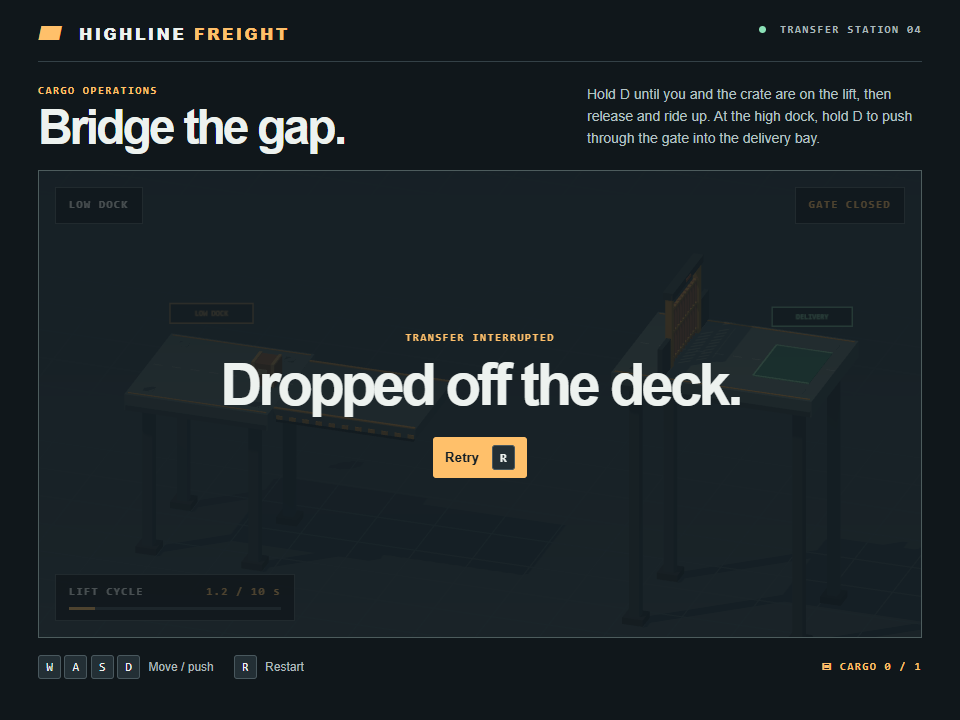 HIGHLINE FREIGHT
TRANSFER STATION 04
CARGO OPERATIONS
Bridge the gap.
Hold D until you and the crate are on the lift, then
release and ride up. At the high dock, hold D to push
through the gate into the delivery bay.
LOW DOCK
GATE CLOSED
LOW DOCK
DELIVERY
TRANSFER INTERRUPTED
Dropped off the deck.
Retry R
LIFT CYCLE 1.2 / 10 s
W A S D Move / push R Restart
CARGO 0 / 1